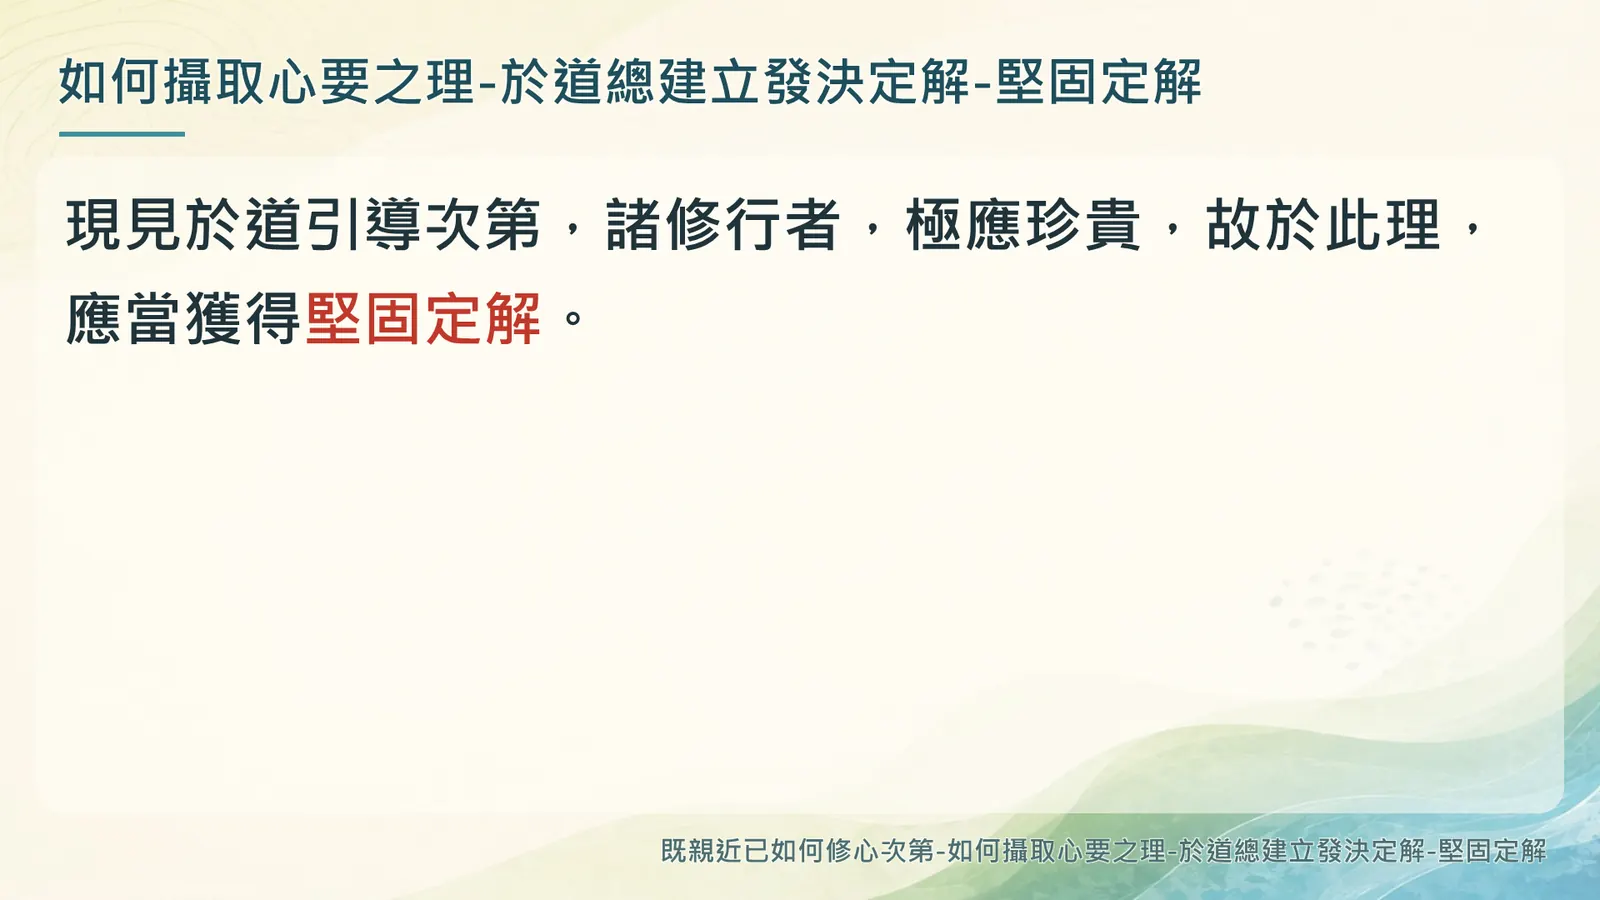 如何攝取心要之理-於道總建立發決定解-堅固定解
現見於道引導次第，諸修行者，極應珍貴，故於此理，
應當獲得堅固定解。
既親近已如何修心次第-如何攝取心要之理-於道總建立發決定解-堅固定解